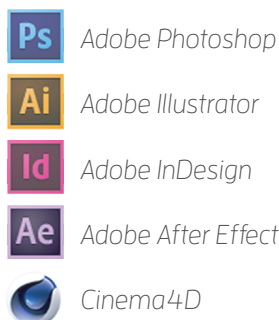 Ps Adobe Photoshop
Ai Adobe Illustrator
Id Adobe InDesign
Ae Adobe After Effect
Cinema4D